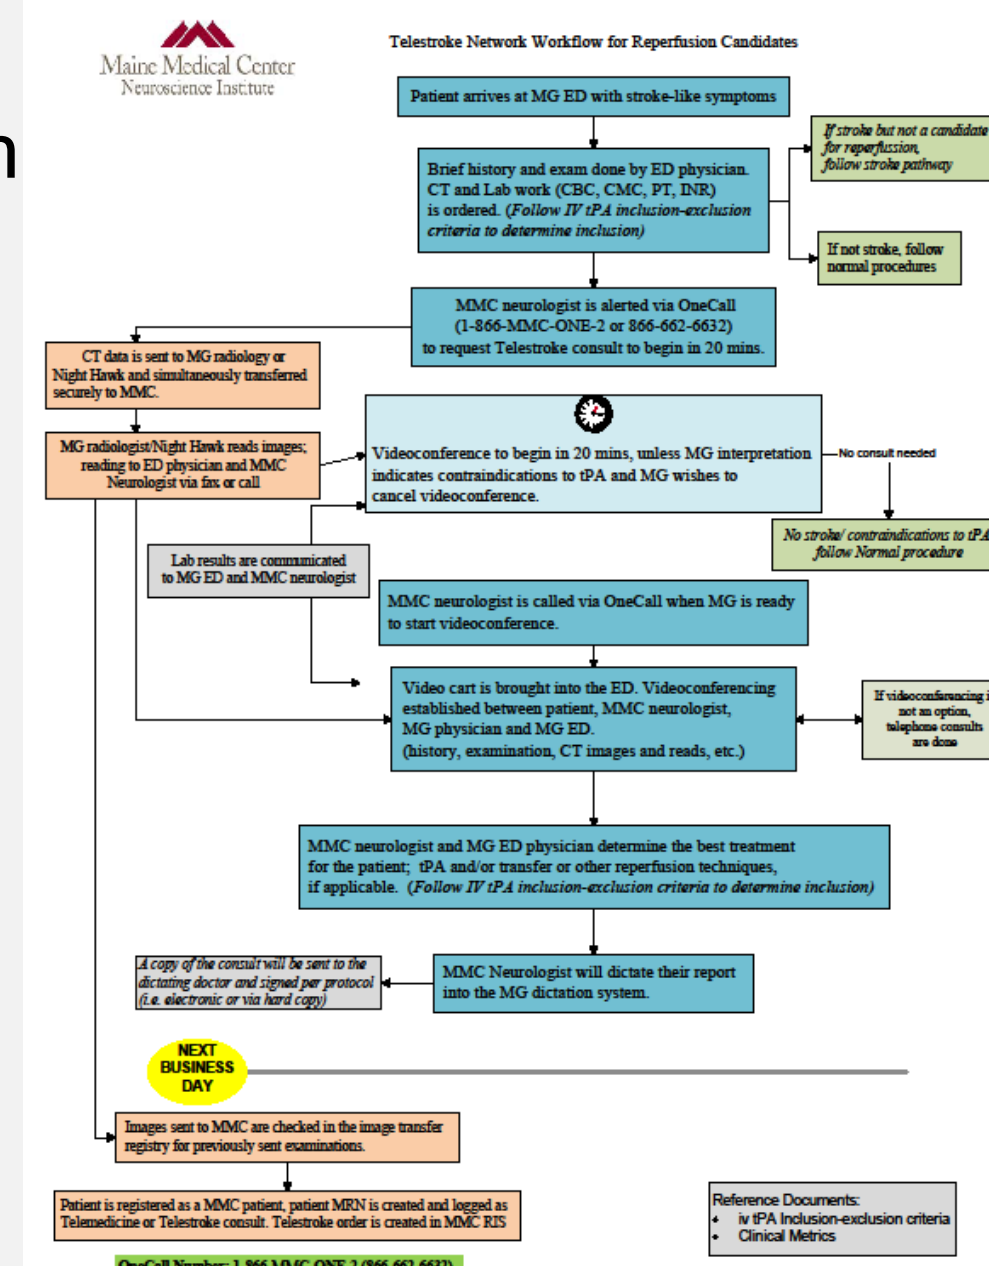 n
Maine Medical Center
Neuroscience Institute
Telestroke Network Workflow for Reperfusion Candidates
Patient arrives at MG ED with stroke-like symptoms
If stroke but not a candidate
for reperfussion,
follow stroke pathway
Brief history and exam done by ED physician.
CT and Lab work (CBC, CMC, PT, INR)
is ordered. (Follow IV tPA inclusion-exclusion
criteria to determine inclusion)
If not stroke, follow
normal procedures
MMC neurologist is alerted via OneCall
(1-866-MMC-ONE-2 or 866-662-6632)
to request Telestroke consult to begin in 20 mins.
CT data is sent to MG radiology or
Night Hawk and simultaneously transferred
securely to MMC.
MG radiologist/Night Hawk reads images;
reading to ED physician and MMC
Neurologist via fax or call
Videoconference to begin in 20 mins, unless MG interpretation
indicates contraindications to tPA and MG wishes to
cancel videoconference.
No consult needed
No stroke/ contraindications to tPA
follow Normal procedure
Lab results are communicated
to MG ED and MMC neurologist
MMC neurologist is called via OneCall when MG is ready
to start videoconference.
Video cart is brought into the ED. Videoconferencing
established between patient, MMC neurologist,
MG physician and MG ED.
(history, examination, CT images and reads, etc.)
If videoconferencing i
not an option,
telephone consults
are done
MMC neurologist and MG ED physician determine the best treatment
for the patient; tPA and/or transfer or other reperfusion techniques,
if applicable. (Follow IV tPA inclusion-exclusion criteria to determine inclusion)
MMC Neurologist will dictate their report
into the MG dictation system.
A copy of the consult will be sent to the
dictating doctor and signed per protocol
(i.e. electronic or via hard copy)
NEXT
BUSINESS
DAY
Images sent to MMC are checked in the image transfer
registry for previously sent examinations.
Patient is registered as a MMC patient, patient MRN is created and logged as
Telemedicine or Telestroke consult. Telestroke order is created in MMC RIS
Reference Documents:
• iv tPA Inclusion-exclusion criteria
• Clinical Metrics
OneCall Number: 1-866-MMC-ONE-2 (866-662-6632)